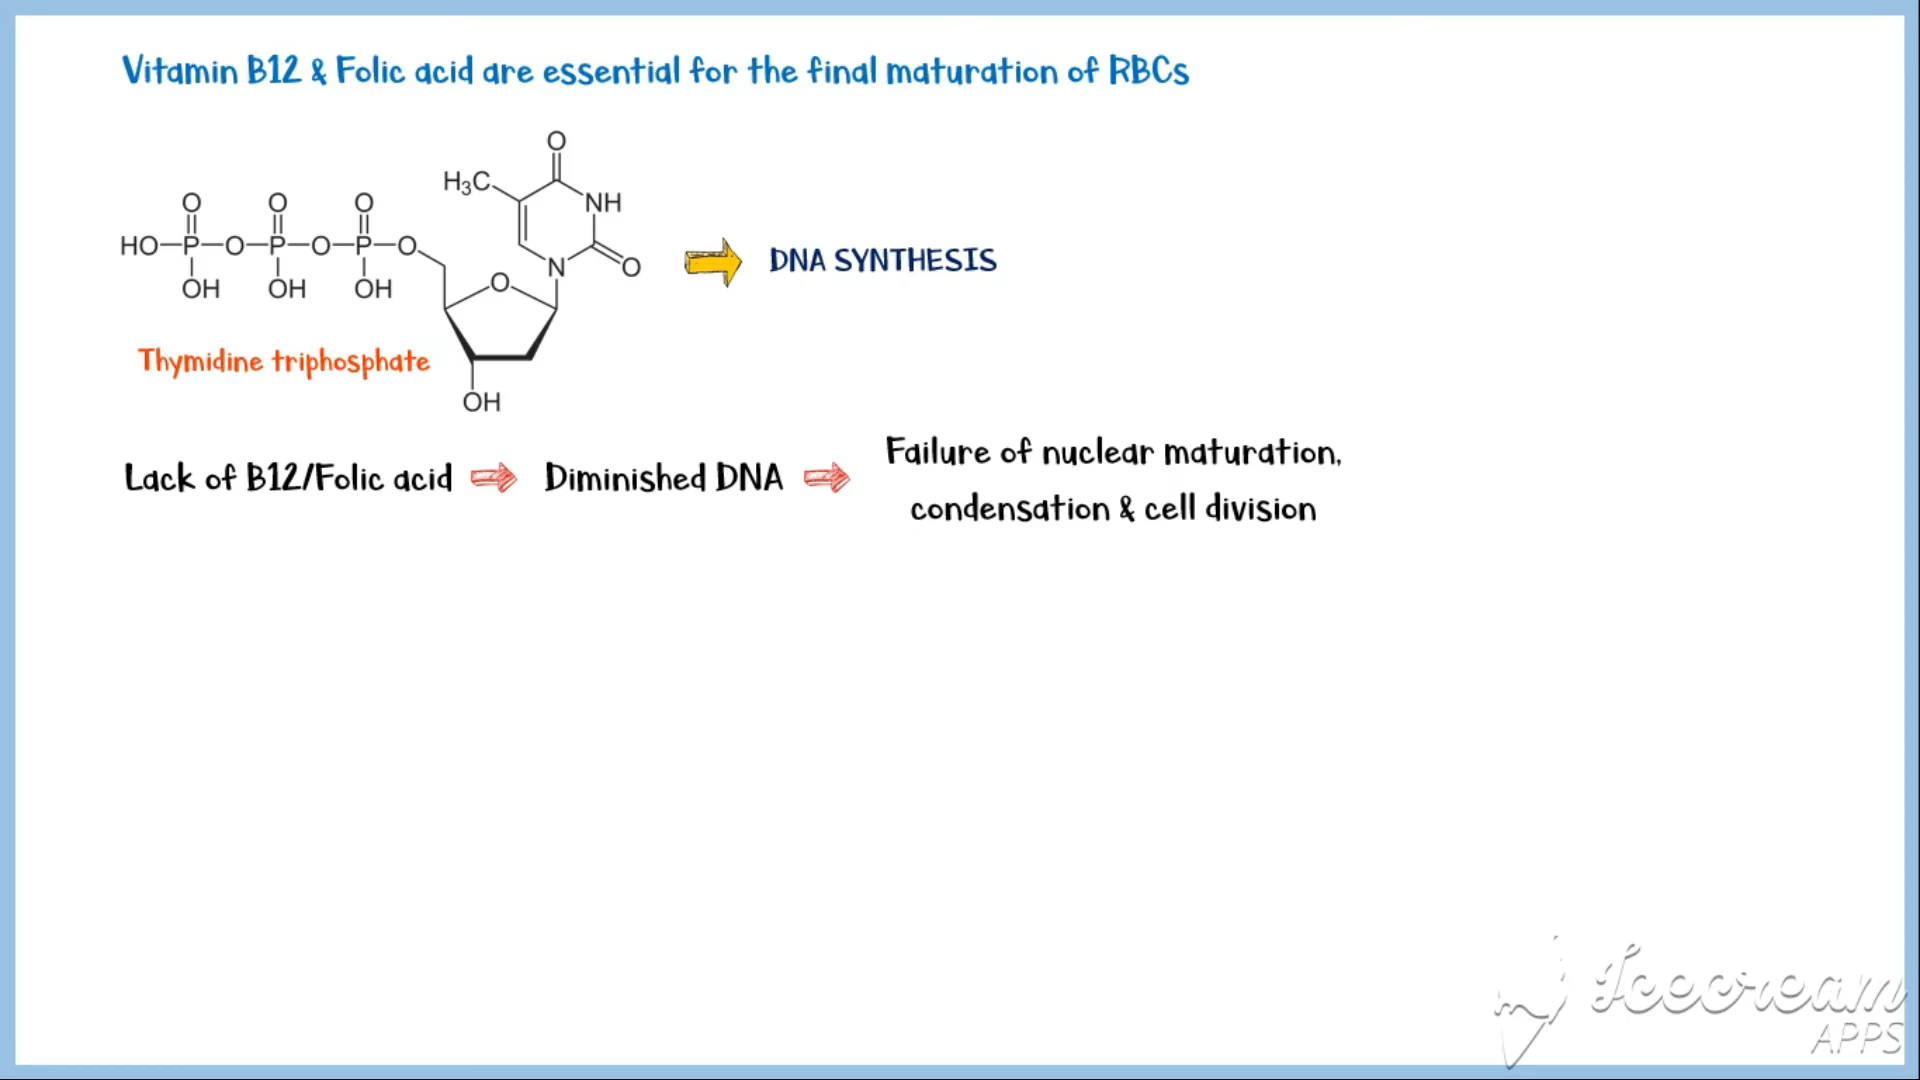 Vitamin B12 & Folic acid are essential for the final maturation of RBCs
O
H₃C
NH
O O O
HO P O P O P O
N O
OH OH OH
O
DNA SYNTHESIS
Thymidine triphosphate
OH
Lack of B12/Folic acid
Diminished DNA
Failure of nuclear maturation,
condensation & cell division
Icecream
APPS